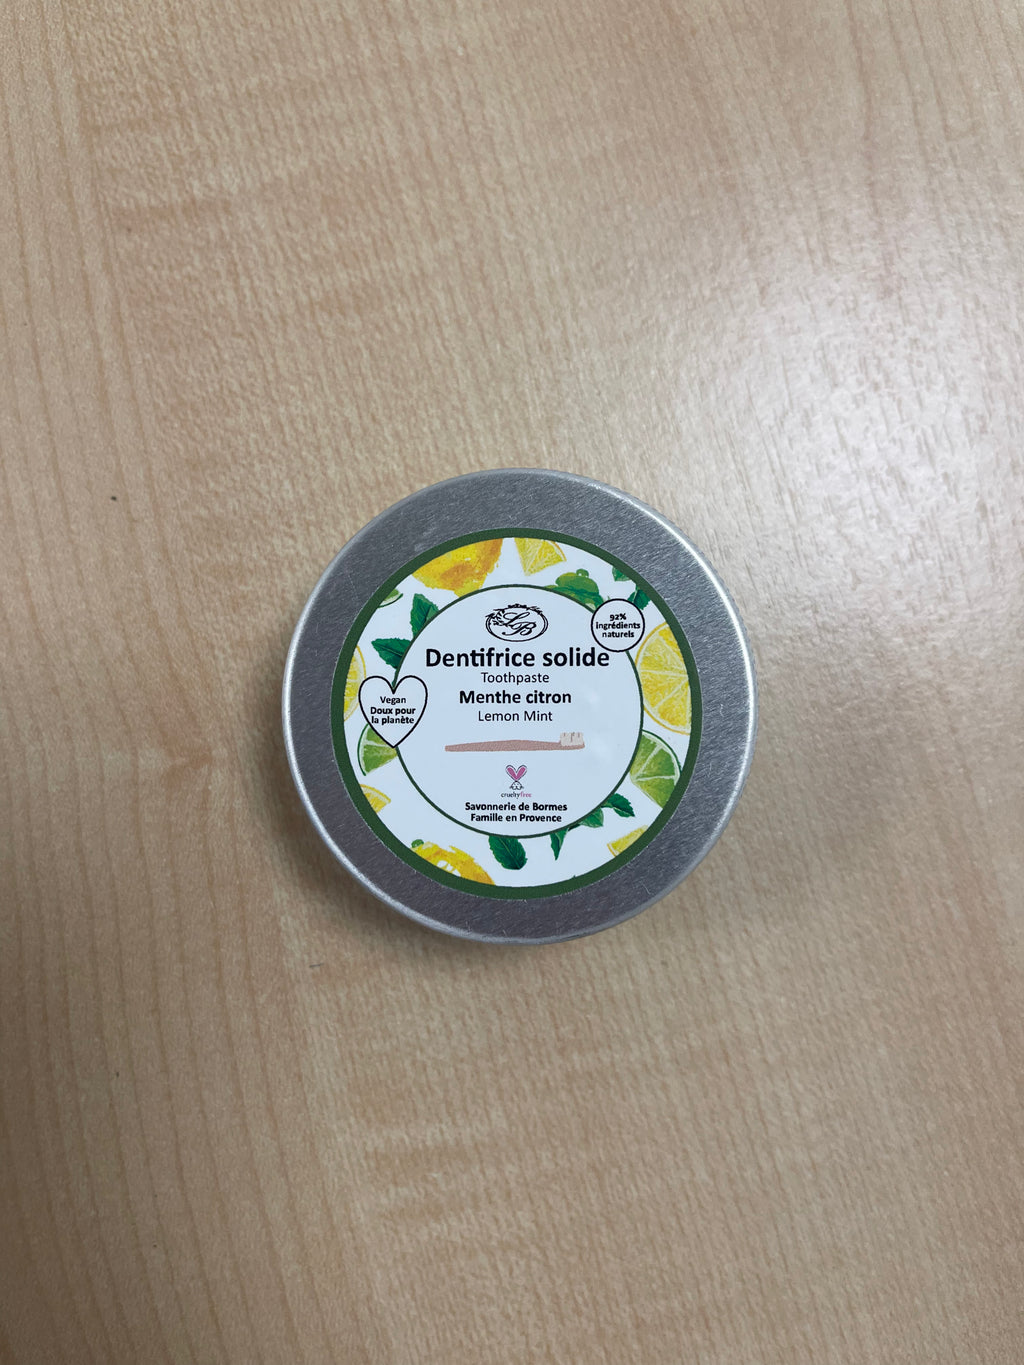 LB
92%
ingrédients
naturels
Dentifrice solide
Toothpaste
Menthe citron
Lemon Mint
Vegan
Doux pour
la planète
crueltyfree
Savonnerie de Bormes
Famille en Provence